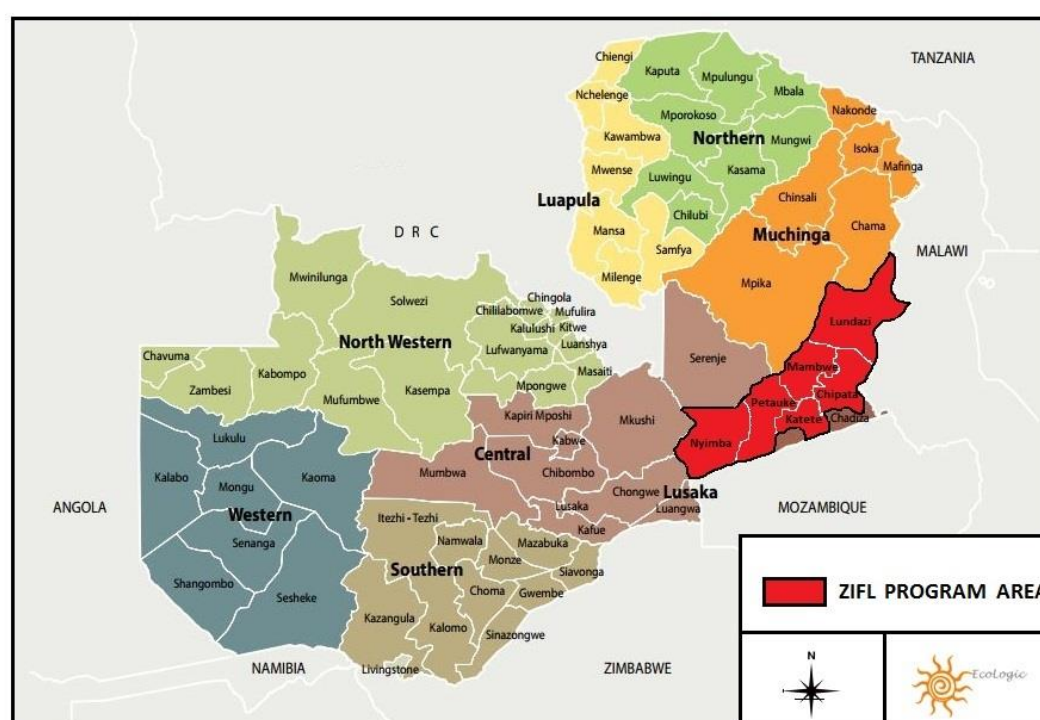 TANZANIA
Chiengi
Kaputa
Mpulungu
Mbala
Nchelenge
Mporokoso
Nakonde
Kawambwa
Northern
Mungwi
Isoka
Mafinga
Mwense
Kasama
Luwingu
Chinsali
Luapula
Chilubi
Chama
Mansa
Muchinga
DRC
Samfya
MALAWI
Milenge
Mpika
Mwinilunga
Solwezi
Chingola
Chililabomwe
Mufulira
Kalulushi
Kitwe
Lundazi
North Western
Lufwanyama
Luanshya
Chavuma
Serenje
Kabompo
Masaiti
Mambwe
Zambesi
Kasempa
Mpongwe
Mufumbwe
Petauke
Chipata
Kapiri Mposhi
Mkushi
Katete
Chadiza
Lukulu
Kabwe
Nyimba
Central
Kalabo
Kaoma
Mumbwa
Chibombo
Mongu
Chongwe
Lusaka
ANGOLA
Lusaka
Luangwa
MOZAMBIQUE
Western
Itezhi - Tezhi
Kafue
Senanga
Namwala
Mazabuka
Monze
Siavonga
Southern
Shangombo
Sesheke
Choma
Gwembe
ZIFL PROGRAM AREA
Kazangula
Kalomo
Sinazongwe
N
NAMIBIA
Livingstone
ZIMBABWE
EcoLogic